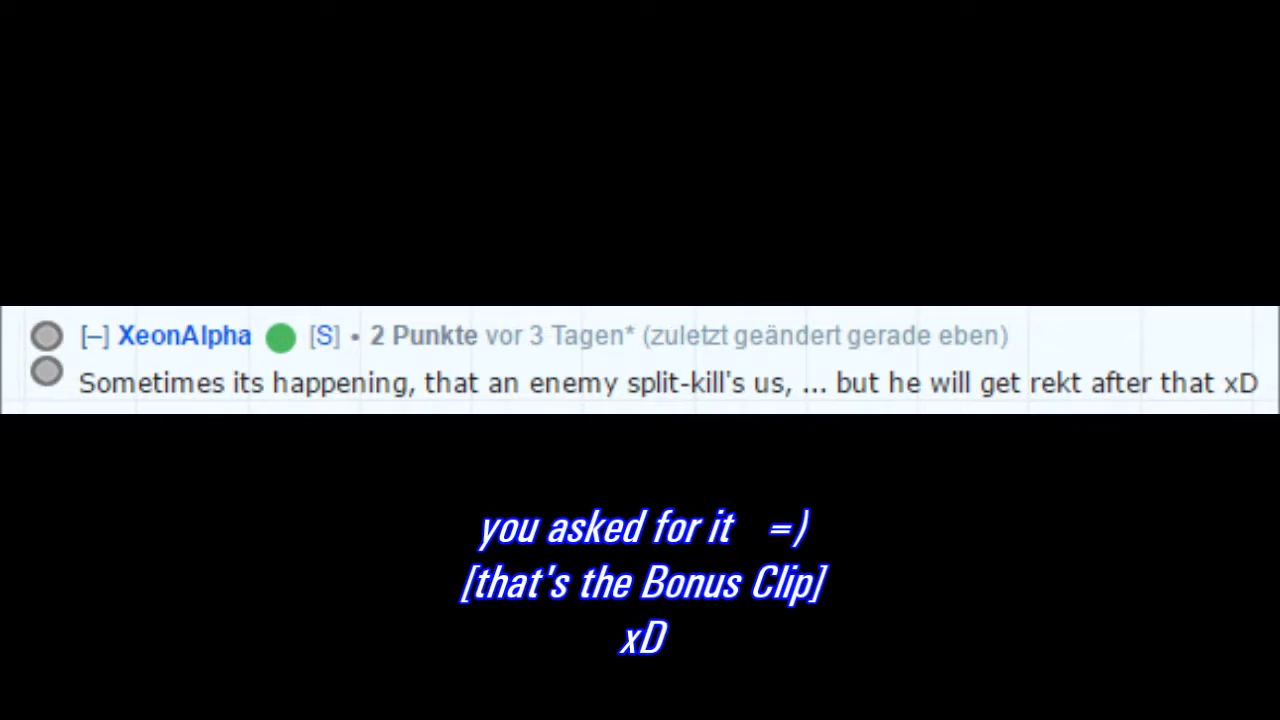 [–] XeonAlpha [S] • 2 Punkte vor 3 Tagen* (zuletzt geändert gerade eben)
Sometimes its happening, that an enemy split-kill's us, ... but he will get rekt after that xD
you asked for it =)
[that's the Bonus Clip]
xD